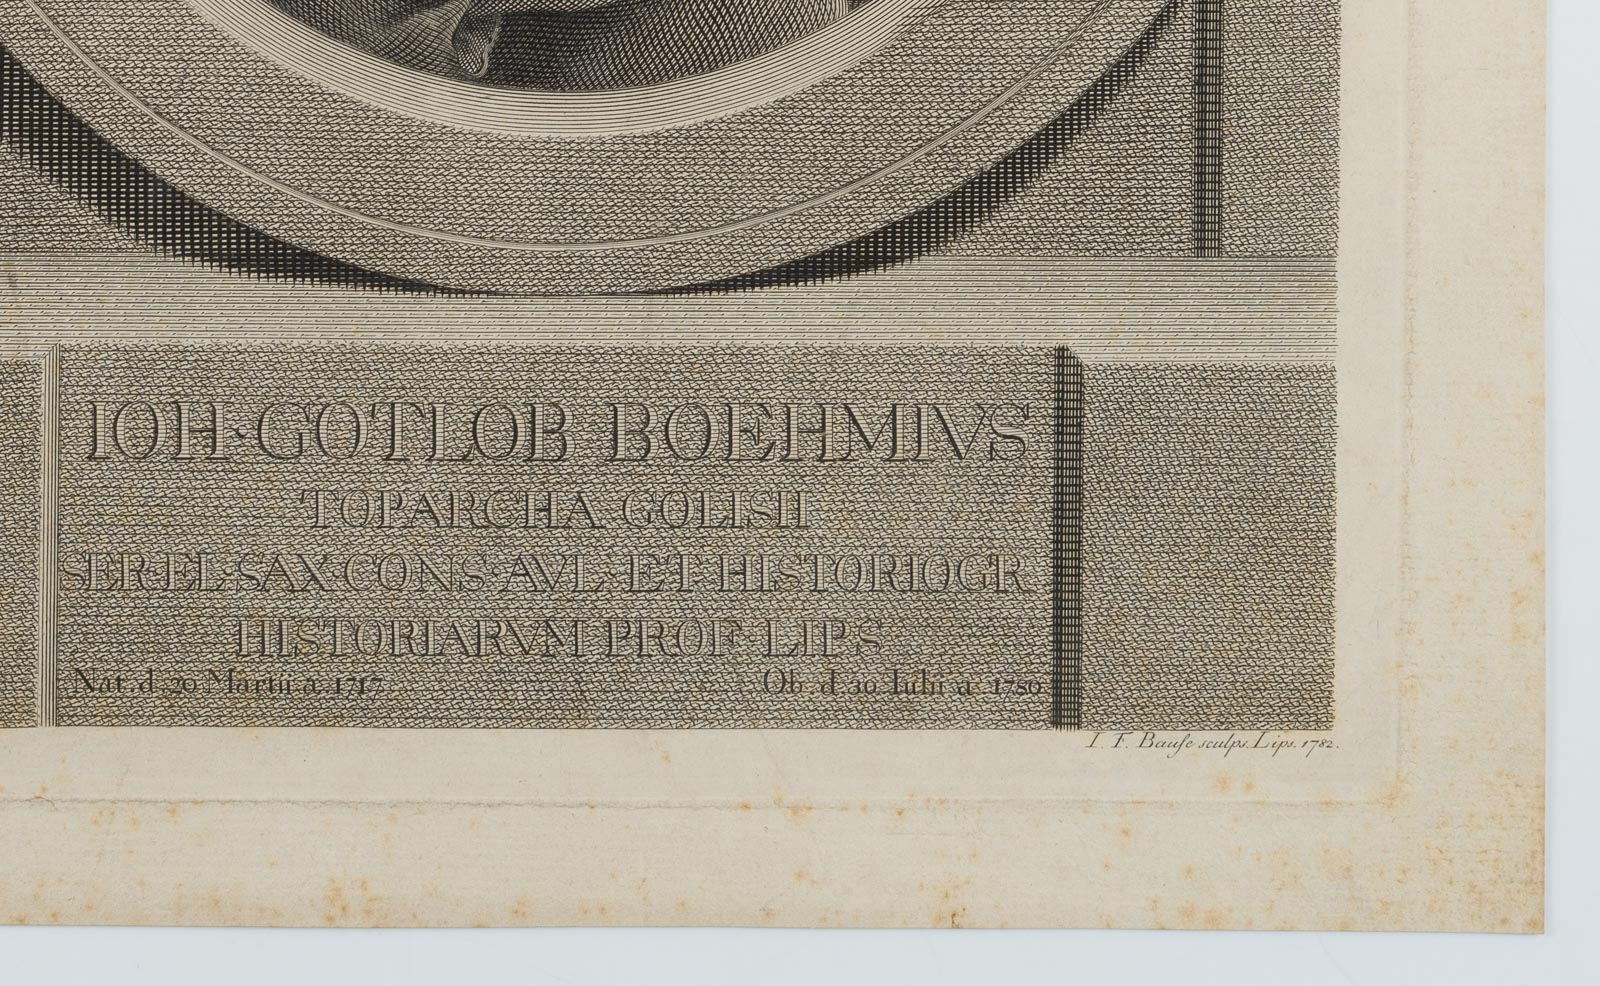 IOH·GOTLOB BOEHMIVS
TOPARCHA GOLISII
SER·EL·SAX·CONS·AVL·ET HISTORIOGR
HISTORIARVM PROF·LIPS
Nat. d. 20 Martii a. 1717
Ob. d. 30 Iulii a. 1780
I. F. Bauſe sculps. Lips. 1782.